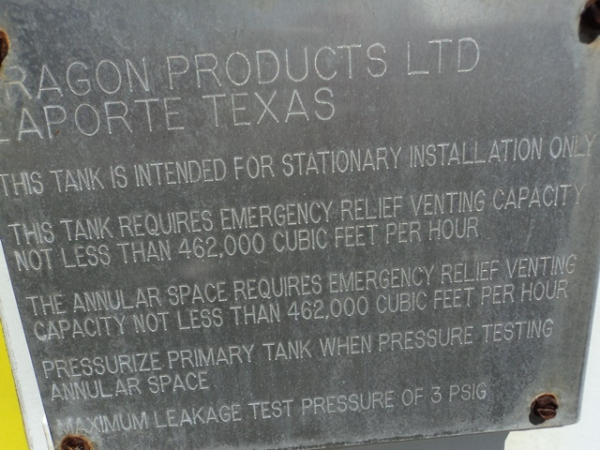 RAGON PRODUCTS LTD
LAPORTE TEXAS
THIS TANK IS INTENDED FOR STATIONARY INSTALLATION ONLY
THIS TANK REQUIRES EMERGENCY RELIEF VENTING CAPACITY
NOT LESS THAN 462,000 CUBIC FEET PER HOUR
THE ANNULAR SPACE REQUIRES EMERGENCY RELIEF VENTING
CAPACITY NOT LESS THAN 462,000 CUBIC FEET PER HOUR
PRESSURIZE PRIMARY TANK WHEN PRESSURE TESTING
ANNULAR SPACE
MAXIMUM LEAKAGE TEST PRESSURE OF 3 PSIG